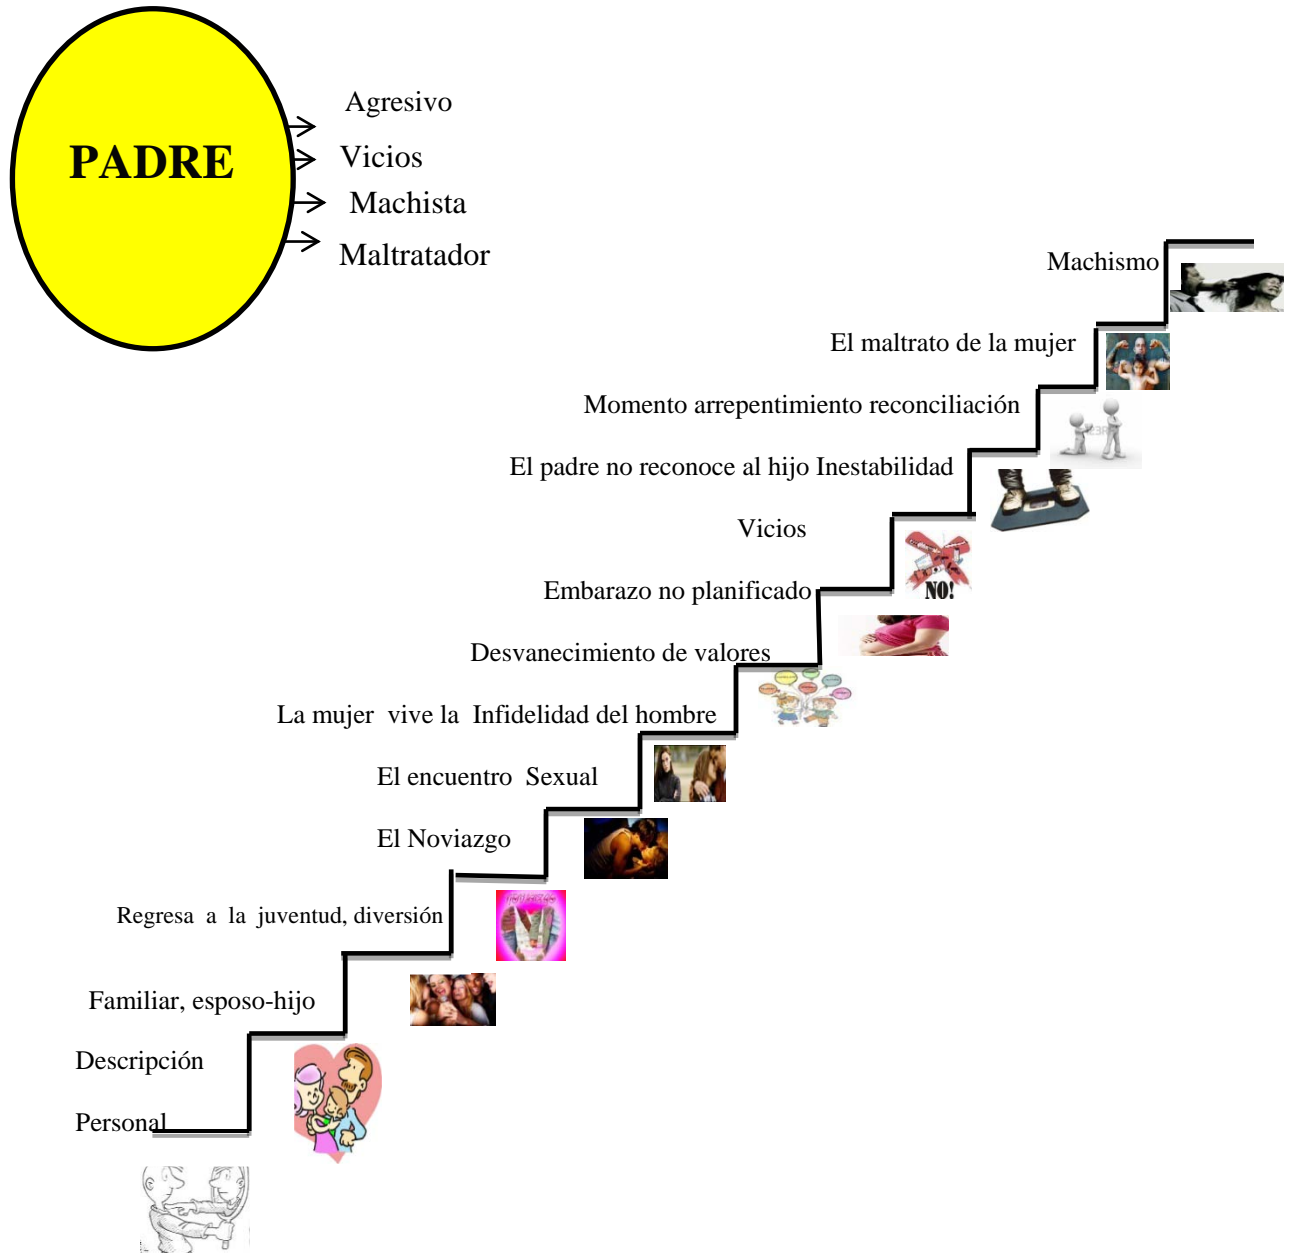 PADRE
Agresivo
Vicios
Machista
Maltratador
Machismo
El maltrato de la mujer
Momento arrepentimiento reconciliación
El padre no reconoce al hijo Inestabilidad
Vicios
NO!
Embarazo no planificado
Desvanecimiento de valores
La mujer vive la Infidelidad del hombre
El encuentro Sexual
El Noviazgo
Regresa a la juventud, diversión
Familiar, esposo-hijo
Descripción
Personal